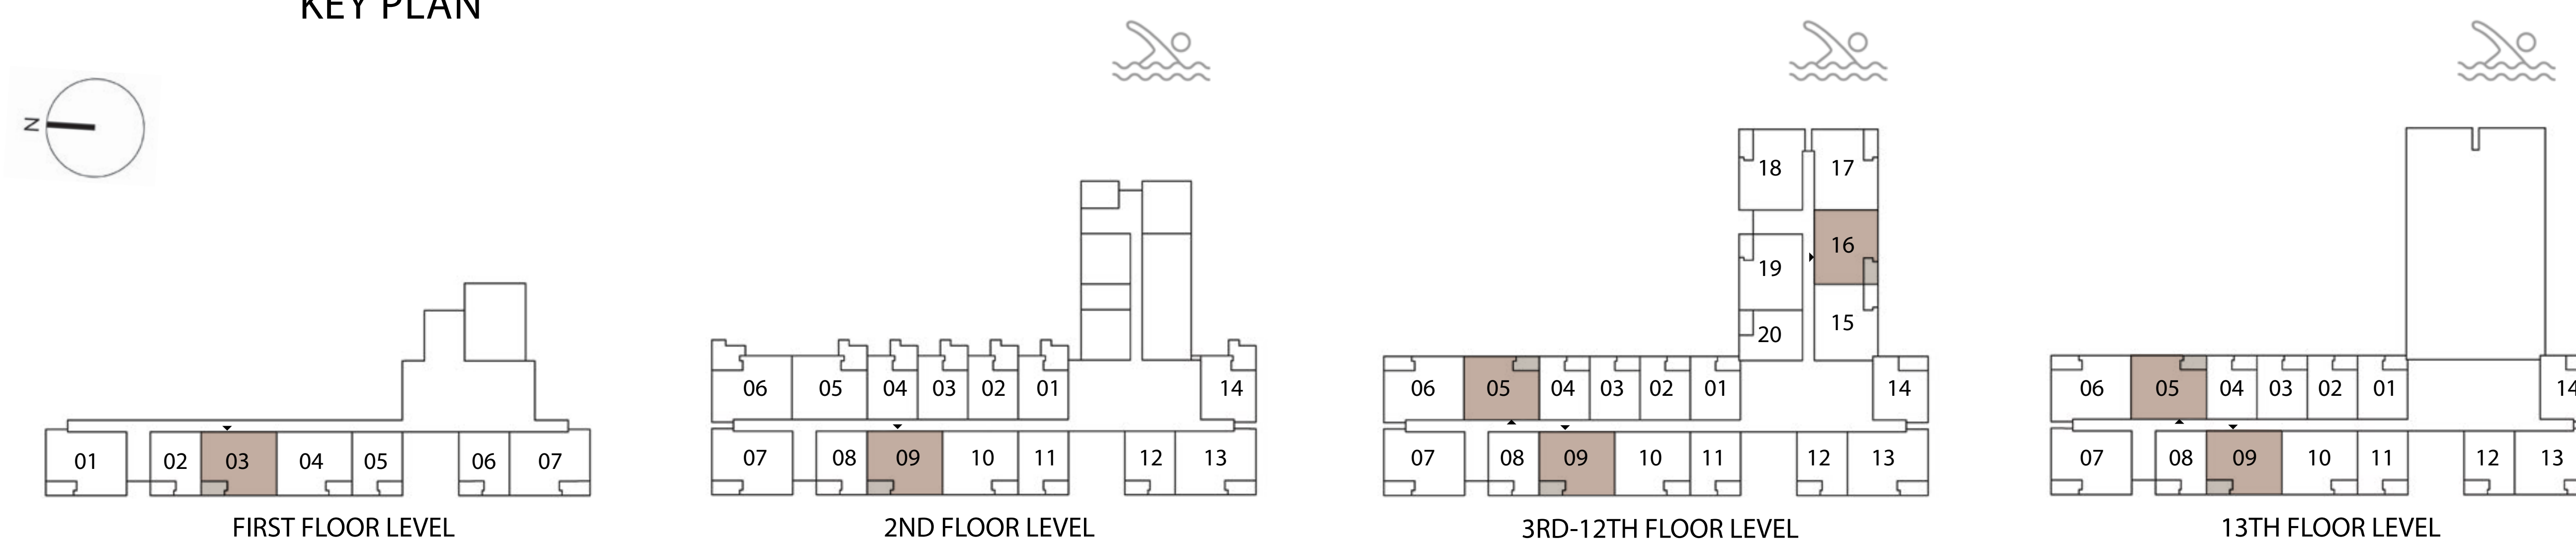 KEY PLAN
N
18 17
16
19
15
20
06 05 04 03 02 01 14
06 05 04 03 02 01 14
06 05 04 03 02 01 14
01 02 03 04 05 06 07
07 08 09 10 11 12 13
07 08 09 10 11 12 13
07 08 09 10 11 12 13
FIRST FLOOR LEVEL
2ND FLOOR LEVEL
3RD-12TH FLOOR LEVEL
13TH FLOOR LEVEL